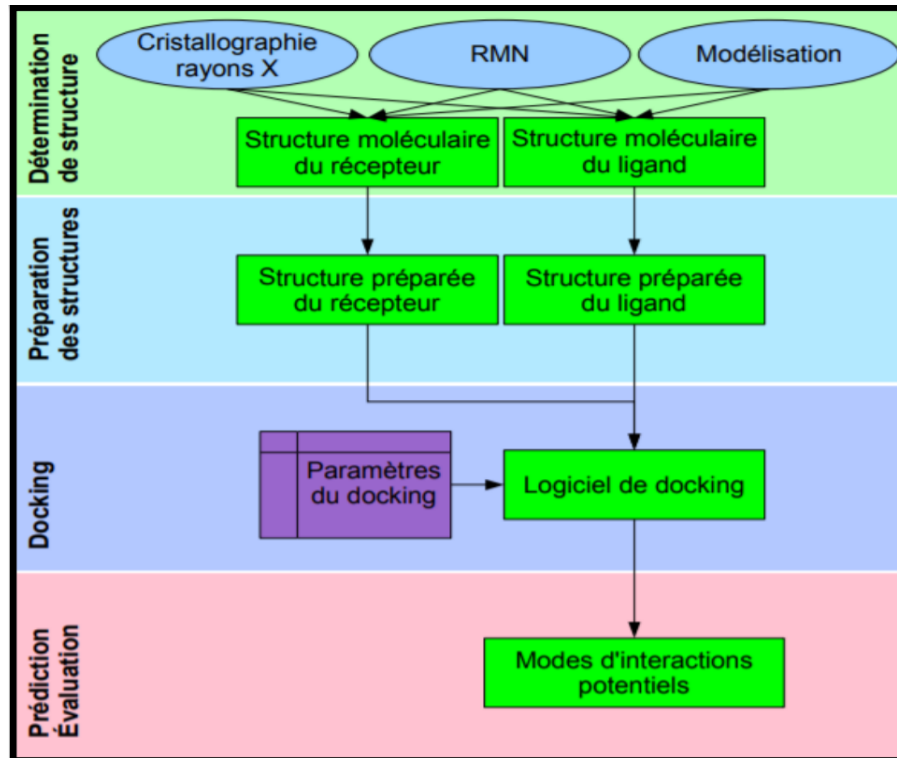 Détermination
de structure
Cristallographie
rayons X
RMN
Modélisation
Structure moléculaire
du récepteur
Structure moléculaire
du ligand
Préparation
des structures
Structure préparée
du récepteur
Structure préparée
du ligand
Docking
Paramètres
du docking
Logiciel de docking
Prédiction
Évaluation
Modes d'interactions
potentiels